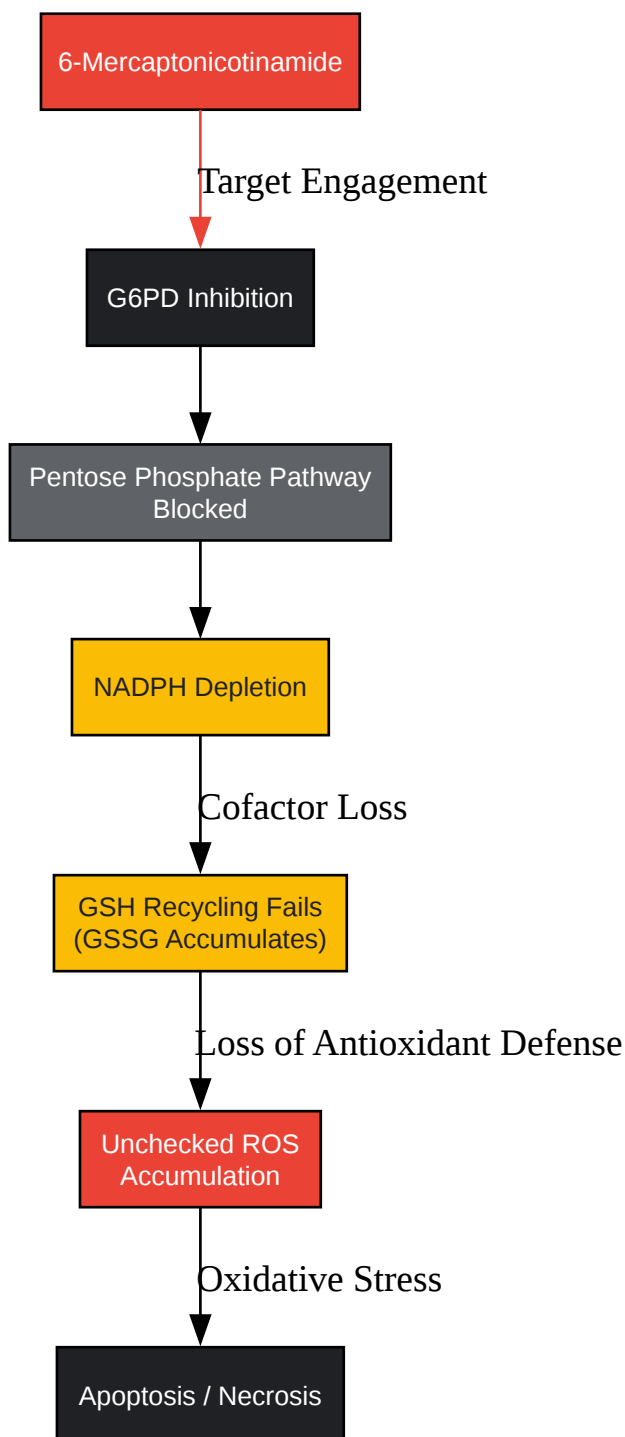 6-Mercaptonicotinamide
Target Engagement
G6PD Inhibition
Pentose Phosphate Pathway
Blocked
NADPH Depletion
Cofactor Loss
GSH Recycling Fails
(GSSG Accumulates)
Loss of Antioxidant Defense
Unchecked ROS
Accumulation
Oxidative Stress
Apoptosis / Necrosis